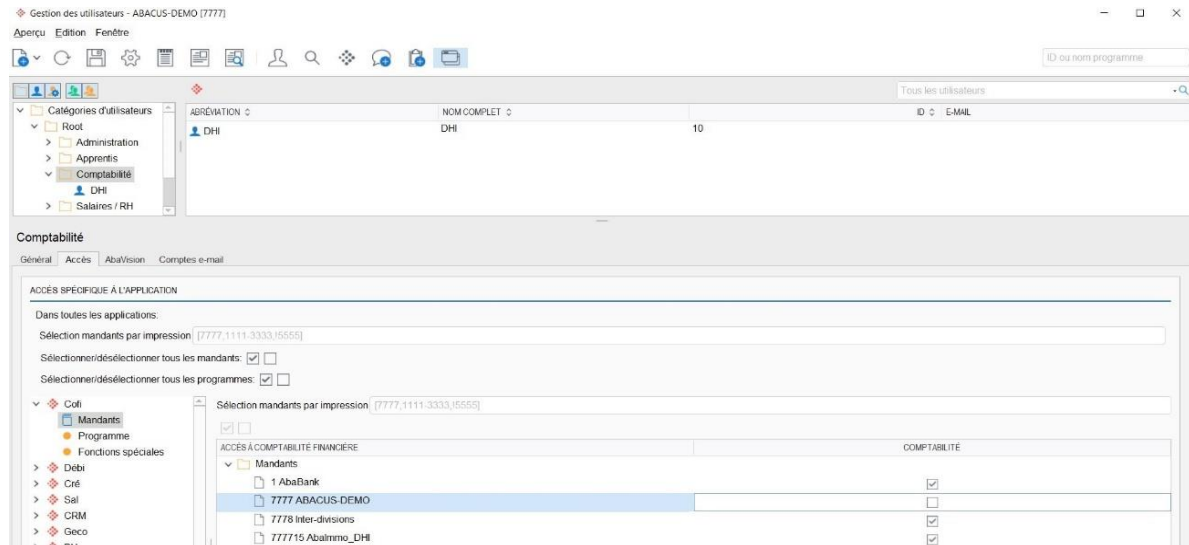 Gestion des utilisateurs - ABACUS-DEMO [7777]
Aperçu Edition Fenêtre
ID ou nom programme
Tous les utilisateurs
Catégories d'utilisateurs
Root
Administration
Apprentis
Comptabilité
DHI
Salaires / RH
ABRÉVIATION NOM COMPLET ID E-MAIL
DHI DHI 10
Comptabilité
Général Accès AbaVision Comptes e-mail
ACCÈS SPÉCIFIQUE À L'APPLICATION
Dans toutes les applications:
Sélection mandants par impression [7777,1111-3333,!5555]
Sélectionner/désélectionner tous les mandants:
Sélectionner/désélectionner tous les programmes:
Cofi
Mandants
Programme
Fonctions spéciales
Débi
Cré
Sal
CRM
Geco
Sélection mandants par impression [7777,1111-3333,!5555]
ACCÈS À COMPTABILITÉ FINANCIÈRE COMPTABILITÉ
Mandants
1 AbaBank
7777 ABACUS-DEMO
7778 Inter-divisions
777715 AbaImmo_DHI